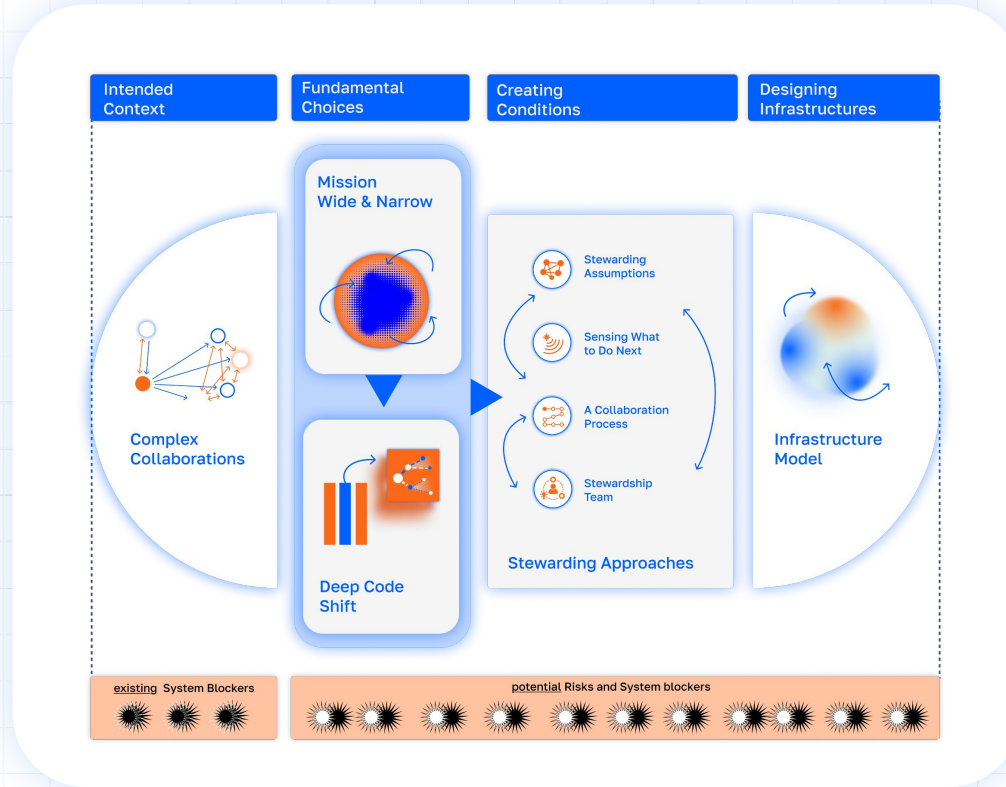 Intended
Context
Fundamental
Choices
Creating
Conditions
Designing
Infrastructures
Mission
Wide & Narrow
Stewarding
Assumptions
Sensing What
to Do Next
A Collaboration
Process
Stewardship
Team
Complex
Collaborations
Infrastructure
Model
Deep Code
Shift
Stewarding Approaches
existing System Blockers
potential Risks and System blockers